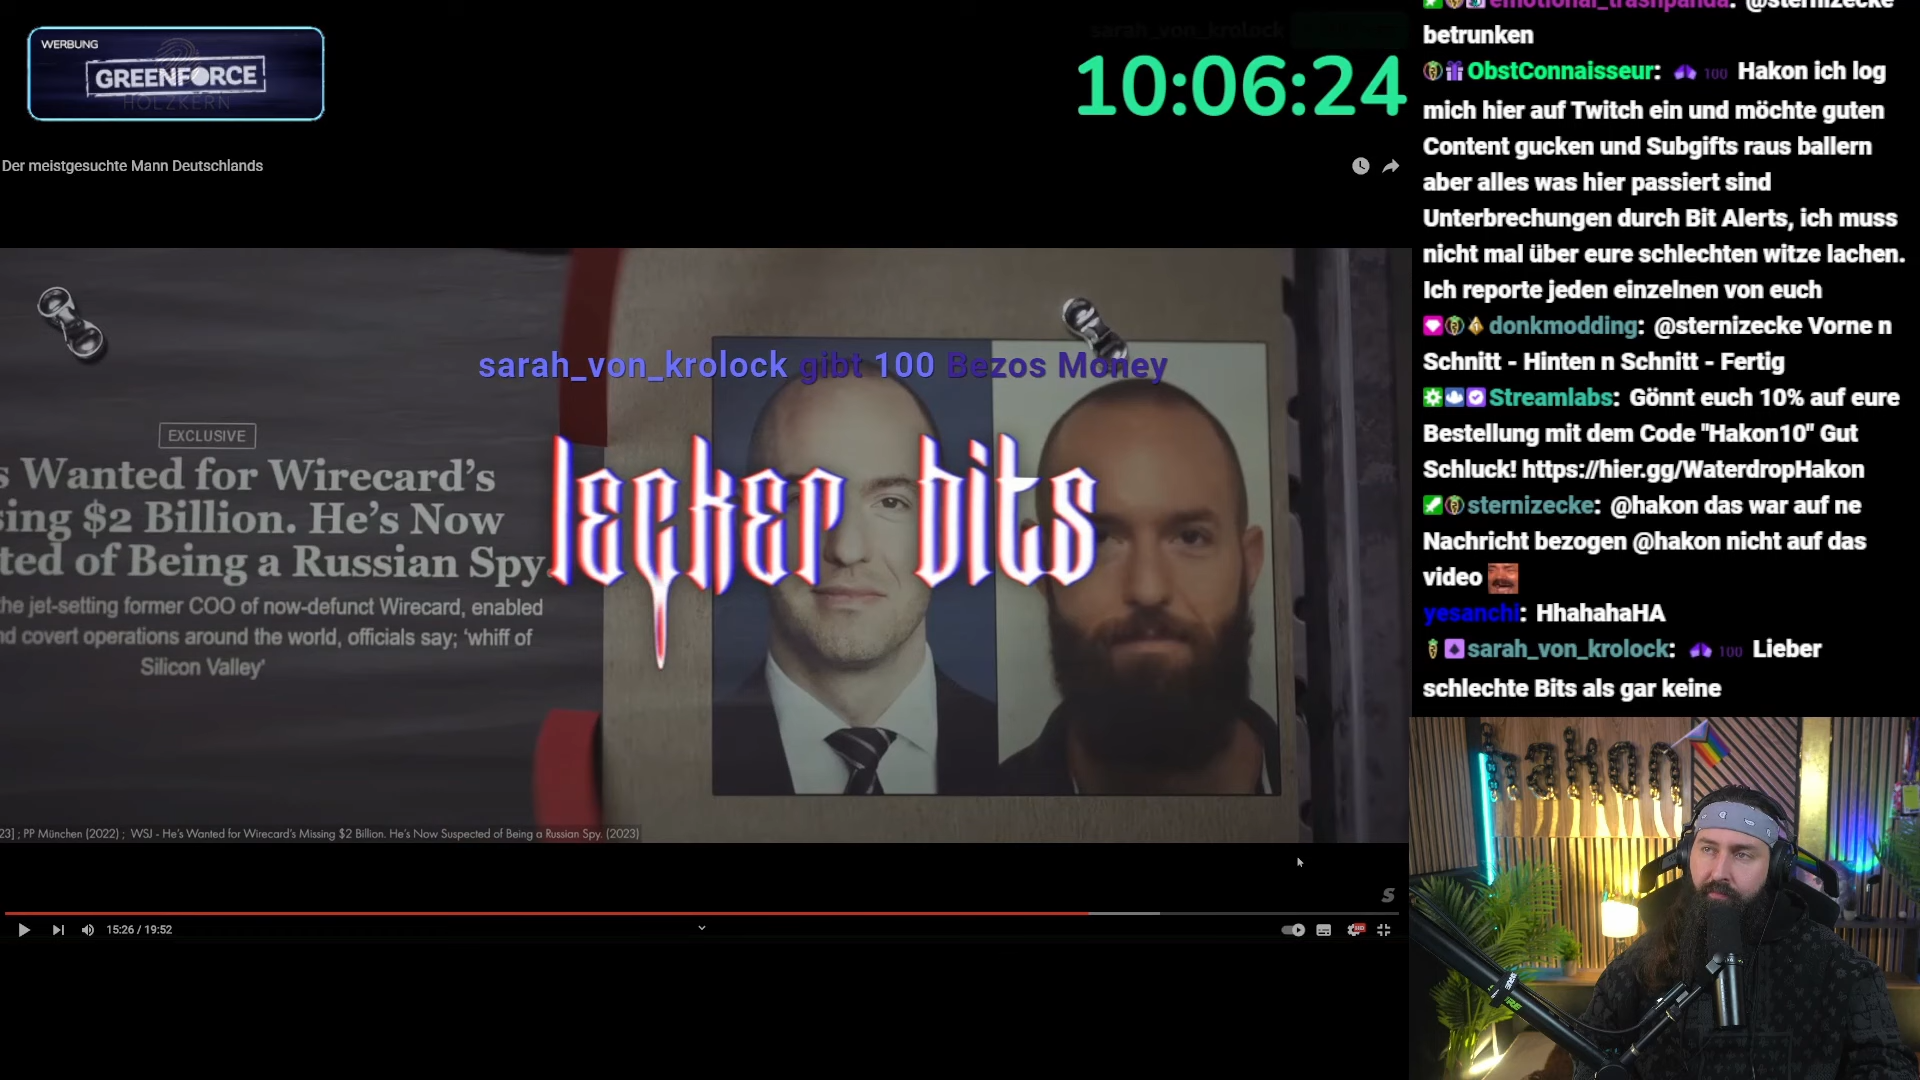 WERBUNG
GREENFORCE
HOLZKERN
sarah_von_krolock
10:06:24
Der meistgesuchte Mann Deutschlands
sarah_von_krolock gibt 100 Bezos Money
lecker bits
EXCLUSIVE
s Wanted for Wirecard's
sing $2 Billion. He's Now
ted of Being a Russian Spy.
he jet-setting former COO of now-defunct Wirecard, enabled
nd covert operations around the world, officials say; 'whiff of
Silicon Valley'
23] ; PP München (2022) ; WSJ - He's Wanted for Wirecard's Missing $2 Billion. He's Now Suspected of Being a Russian Spy. (2023)
S
15:26 / 19:52
HD
emotional_trashpanda: @sternizecke
betrunken
ObstConnaisseur: 100 Hakon ich log
mich hier auf Twitch ein und möchte guten
Content gucken und Subgifts raus ballern
aber alles was hier passiert sind
Unterbrechungen durch Bit Alerts, ich muss
nicht mal über eure schlechten witze lachen.
Ich reporte jeden einzelnen von euch
donkmodding: @sternizecke Vorne n
Schnitt - Hinten n Schnitt - Fertig
Streamlabs: Gönnt euch 10% auf eure
Bestellung mit dem Code "Hakon10" Gut
Schluck! https://hier.gg/WaterdropHakon
sternizecke: @hakon das war auf ne
Nachricht bezogen @hakon nicht auf das
video
yesanchi: HhahahaHA
sarah_von_krolock: 100 Lieber
schlechte Bits als gar keine
hakon